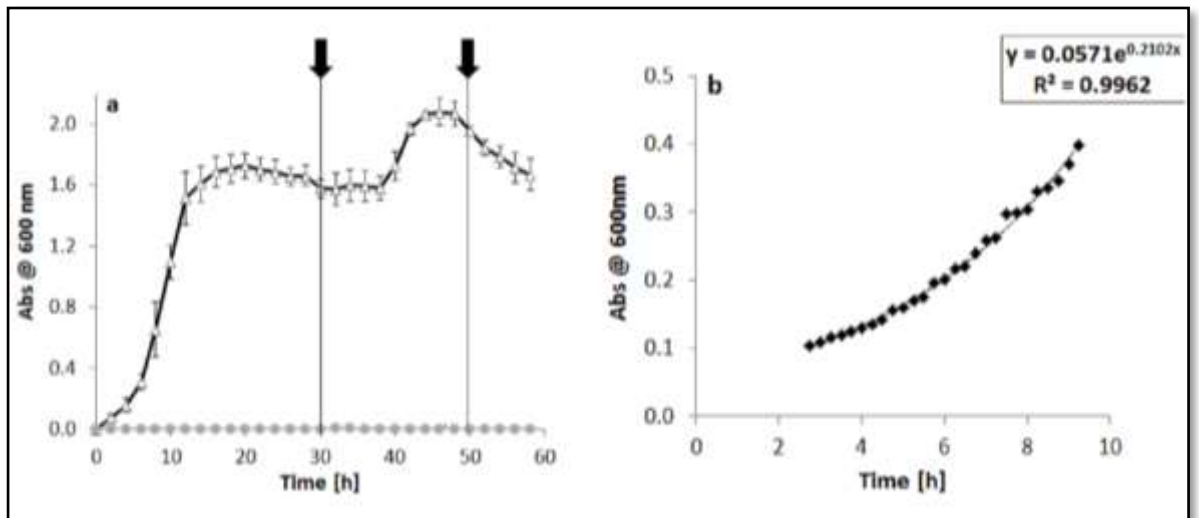 a
Abs @ 600 nm
2.0
1.6
1.2
0.8
0.4
0.0
0 10 20 30 40 50 60
Time [h]
b
y = 0.0571e^0.2102x
R² = 0.9962
Abs @ 600nm
0.5
0.4
0.3
0.2
0.1
0.0
0 2 4 6 8 10
Time [h]